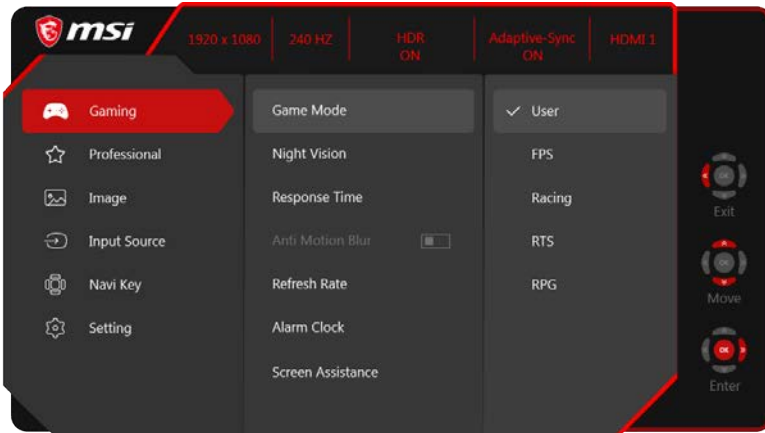 msi
1920 x 1080
240 HZ
HDR
ON
Adaptive-Sync
ON
HDMI 1
Gaming
Professional
Image
Input Source
Navi Key
Setting
Game Mode
Night Vision
Response Time
Anti Motion Blur
Refresh Rate
Alarm Clock
Screen Assistance
User
FPS
Racing
RTS
RPG
OK
Exit
OK
Move
OK
Enter